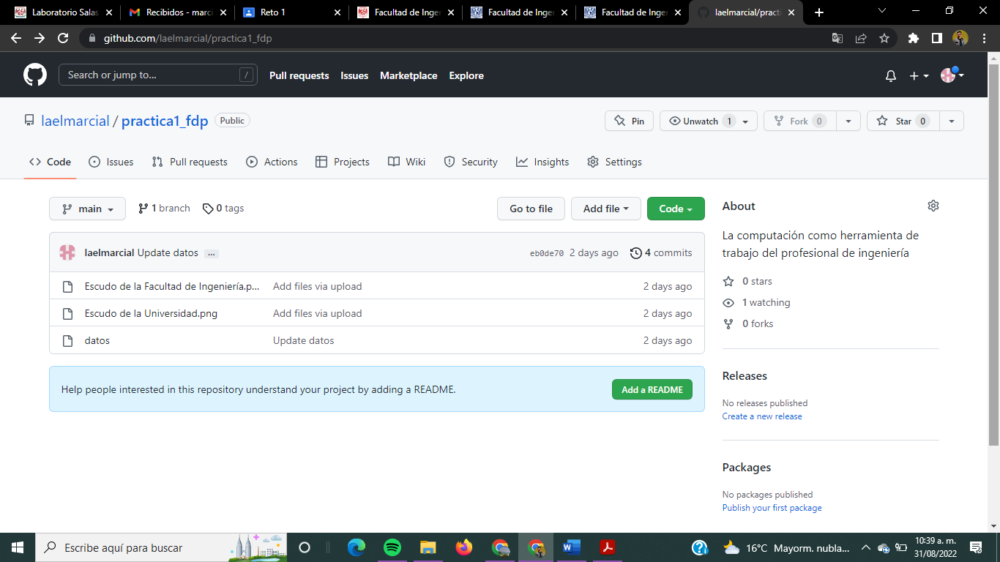 Laboratorio Salas
Recibidos - marci
Reto 1
Facultad de Inger
Facultad de Inger
Facultad de Inger
laelmarcial/practi
github.com/laelmarcial/practica1_fdp
Search or jump to...
/
Pull requests
Issues
Marketplace
Explore
laelmarcial / practica1_fdp
Public
Pin
Unwatch 1
Fork 0
Star 0
Code
Issues
Pull requests
Actions
Projects
Wiki
Security
Insights
Settings
main
1 branch
0 tags
Go to file
Add file
Code
laelmarcial Update datos ...
eb0de70 2 days ago
4 commits
Escudo de la Facultad de Ingeniería.p...
Add files via upload
2 days ago
Escudo de la Universidad.png
Add files via upload
2 days ago
datos
Update datos
2 days ago
Help people interested in this repository understand your project by adding a README.
Add a README
About
La computación como herramienta de
trabajo del profesional de ingeniería
0 stars
1 watching
0 forks
Releases
No releases published
Create a new release
Packages
No packages published
Publish your first package
Escribe aquí para buscar
16°C Mayorm. nubla...
10:39 a. m.
31/08/2022